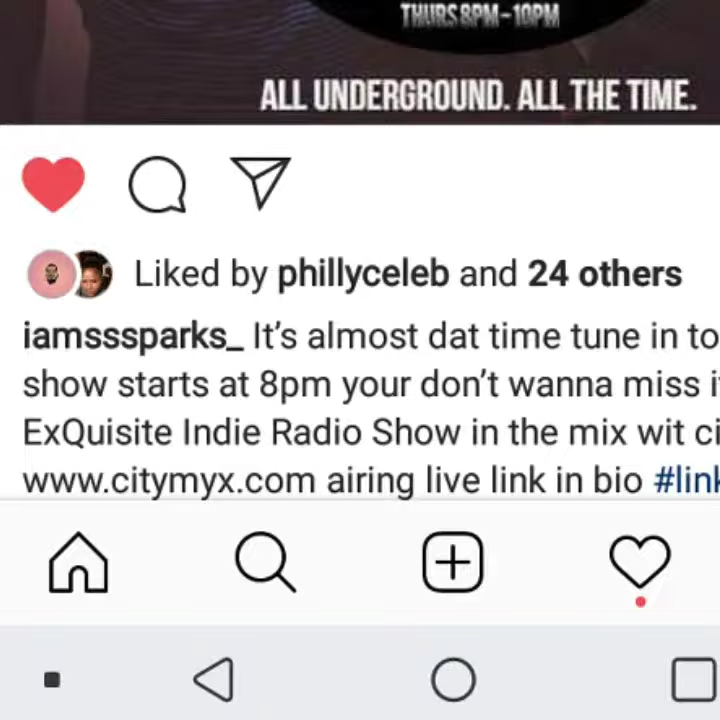 THURS 8PM-10PM
ALL UNDERGROUND. ALL THE TIME.
Liked by phillyceleb and 24 others
iamsssparks_ It's almost dat time tune in to
show starts at 8pm your don't wanna miss i
ExQuisite Indie Radio Show in the mix wit ci
www.citymyx.com airing live link in bio #link